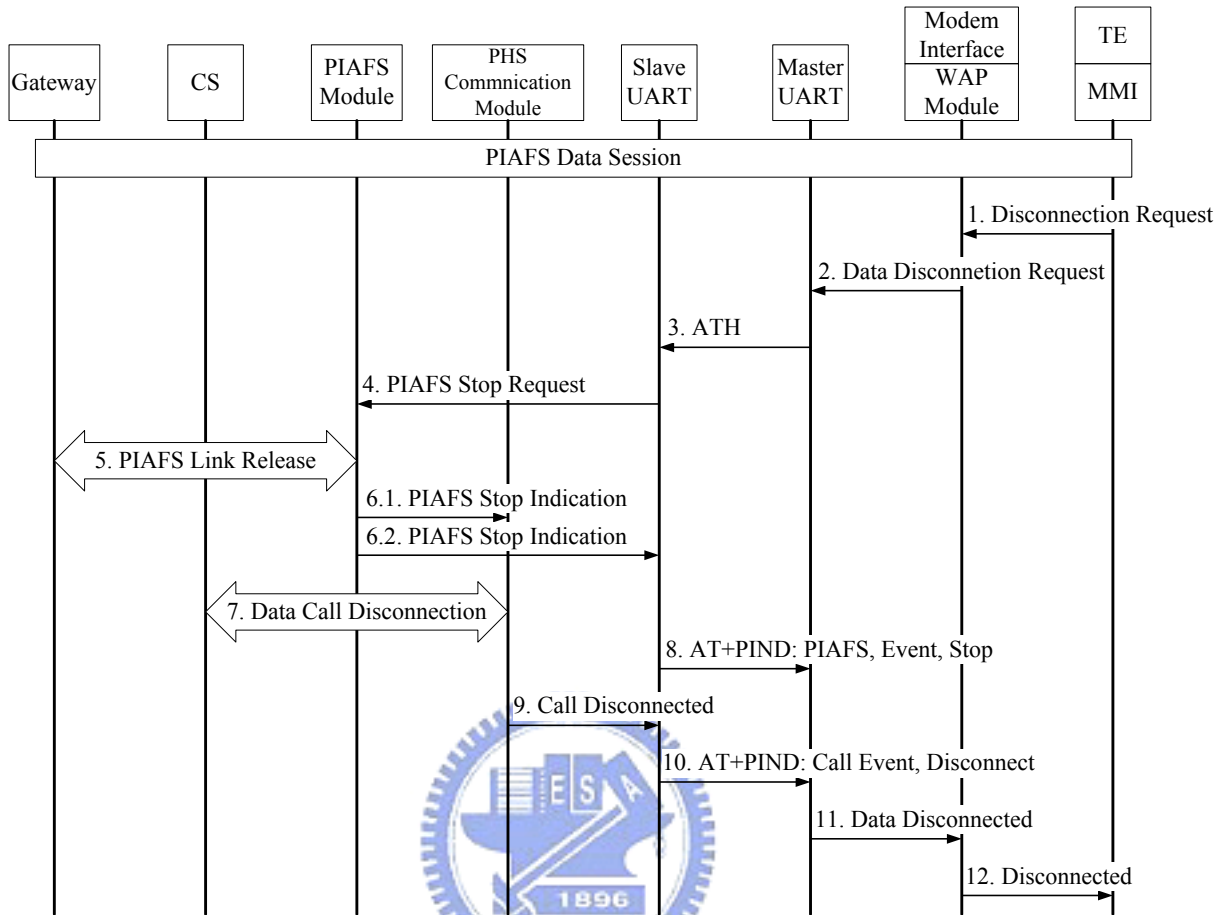 Gateway
CS
PIAFS
Module
PHS
Commnication
Module
Slave
UART
Master
UART
Modem
Interface
WAP
Module
TE
MMI
PIAFS Data Session
1. Disconnection Request
2. Data Disconnetion Request
3. ATH
4. PIAFS Stop Request
5. PIAFS Link Release
6.1. PIAFS Stop Indication
6.2. PIAFS Stop Indication
7. Data Call Disconnection
8. AT+PIND: PIAFS, Event, Stop
9. Call Disconnected
10. AT+PIND: Call Event, Disconnect
ESA
11. Data Disconnected
12. Disconnected
1896